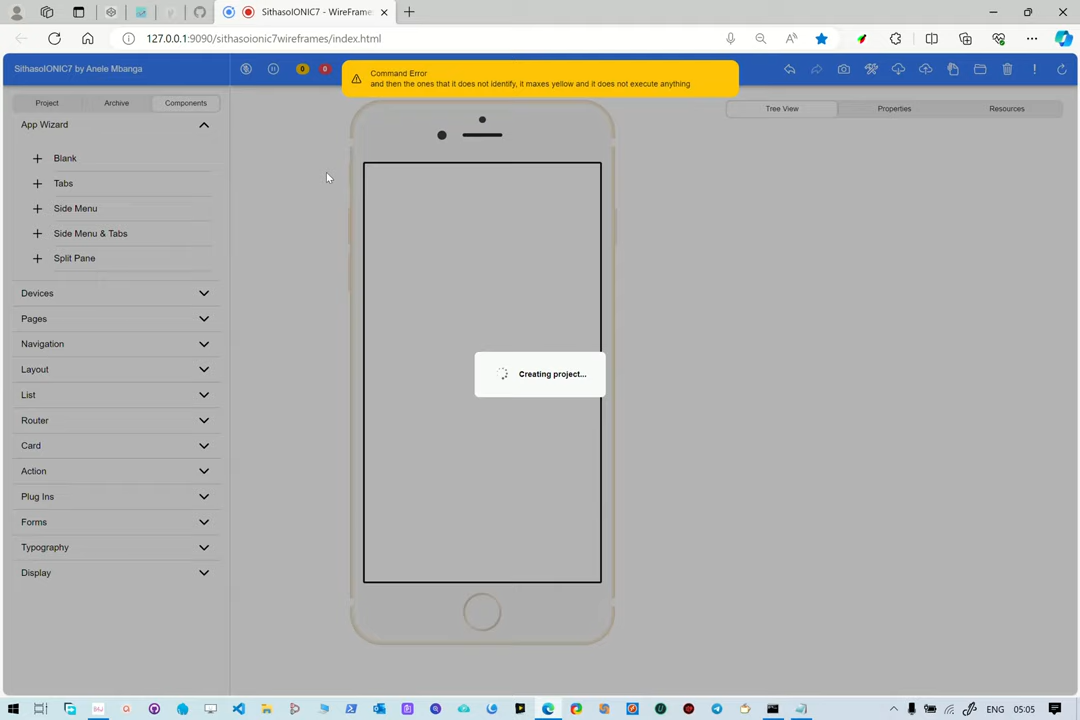 SithasoIONIC7 - WireFrame
127.0.0.1:9090/sithasoionic7wireframes/index.html
SithasoIONIC7 by Anele Mbanga
0
0
Command Error
and then the ones that it does not identify, it maxes yellow and it does not execute anything
Project
Archive
Components
Tree View
Properties
Resources
App Wizard
Blank
Tabs
Side Menu
Side Menu & Tabs
Split Pane
Devices
Pages
Navigation
Layout
List
Router
Card
Action
Plug Ins
Forms
Typography
Display
Creating project...
ENG
05:05